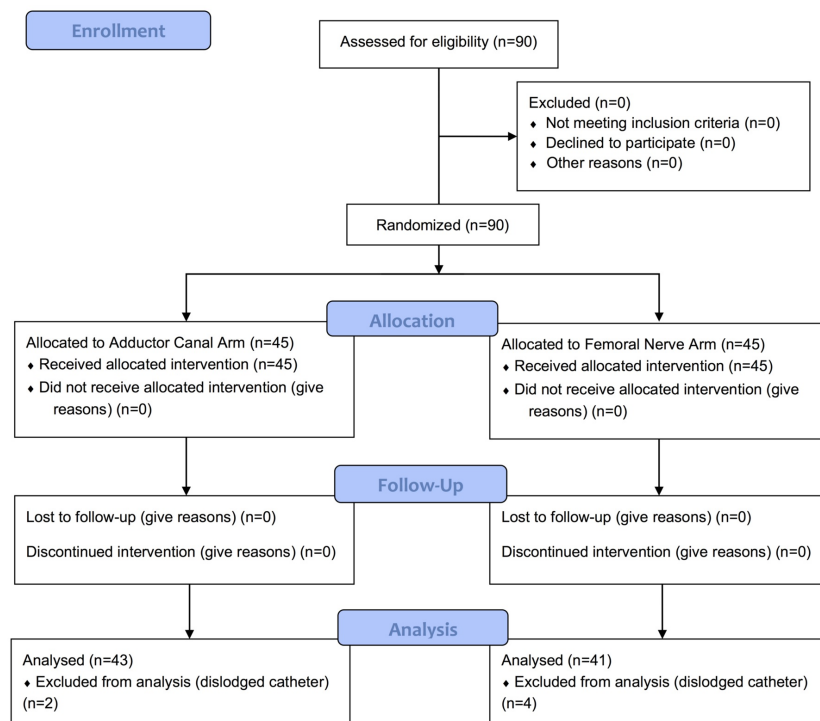 Enrollment
Assessed for eligibility (n=90)
Excluded (n=0)
♦ Not meeting inclusion criteria (n=0)
♦ Declined to participate (n=0)
♦ Other reasons (n=0)
Randomized (n=90)
Allocation
Allocated to Adductor Canal Arm (n=45)
♦ Received allocated intervention (n=45)
♦ Did not receive allocated intervention (give
reasons) (n=0)
Allocated to Femoral Nerve Arm (n=45)
♦ Received allocated intervention (n=45)
♦ Did not receive allocated intervention (give
reasons) (n=0)
Follow-Up
Lost to follow-up (give reasons) (n=0)
Discontinued intervention (give reasons) (n=0)
Lost to follow-up (give reasons) (n=0)
Discontinued intervention (give reasons) (n=0)
Analysis
Analysed (n=43)
♦ Excluded from analysis (dislodged catheter)
(n=2)
Analysed (n=41)
♦ Excluded from analysis (dislodged catheter)
(n=4)